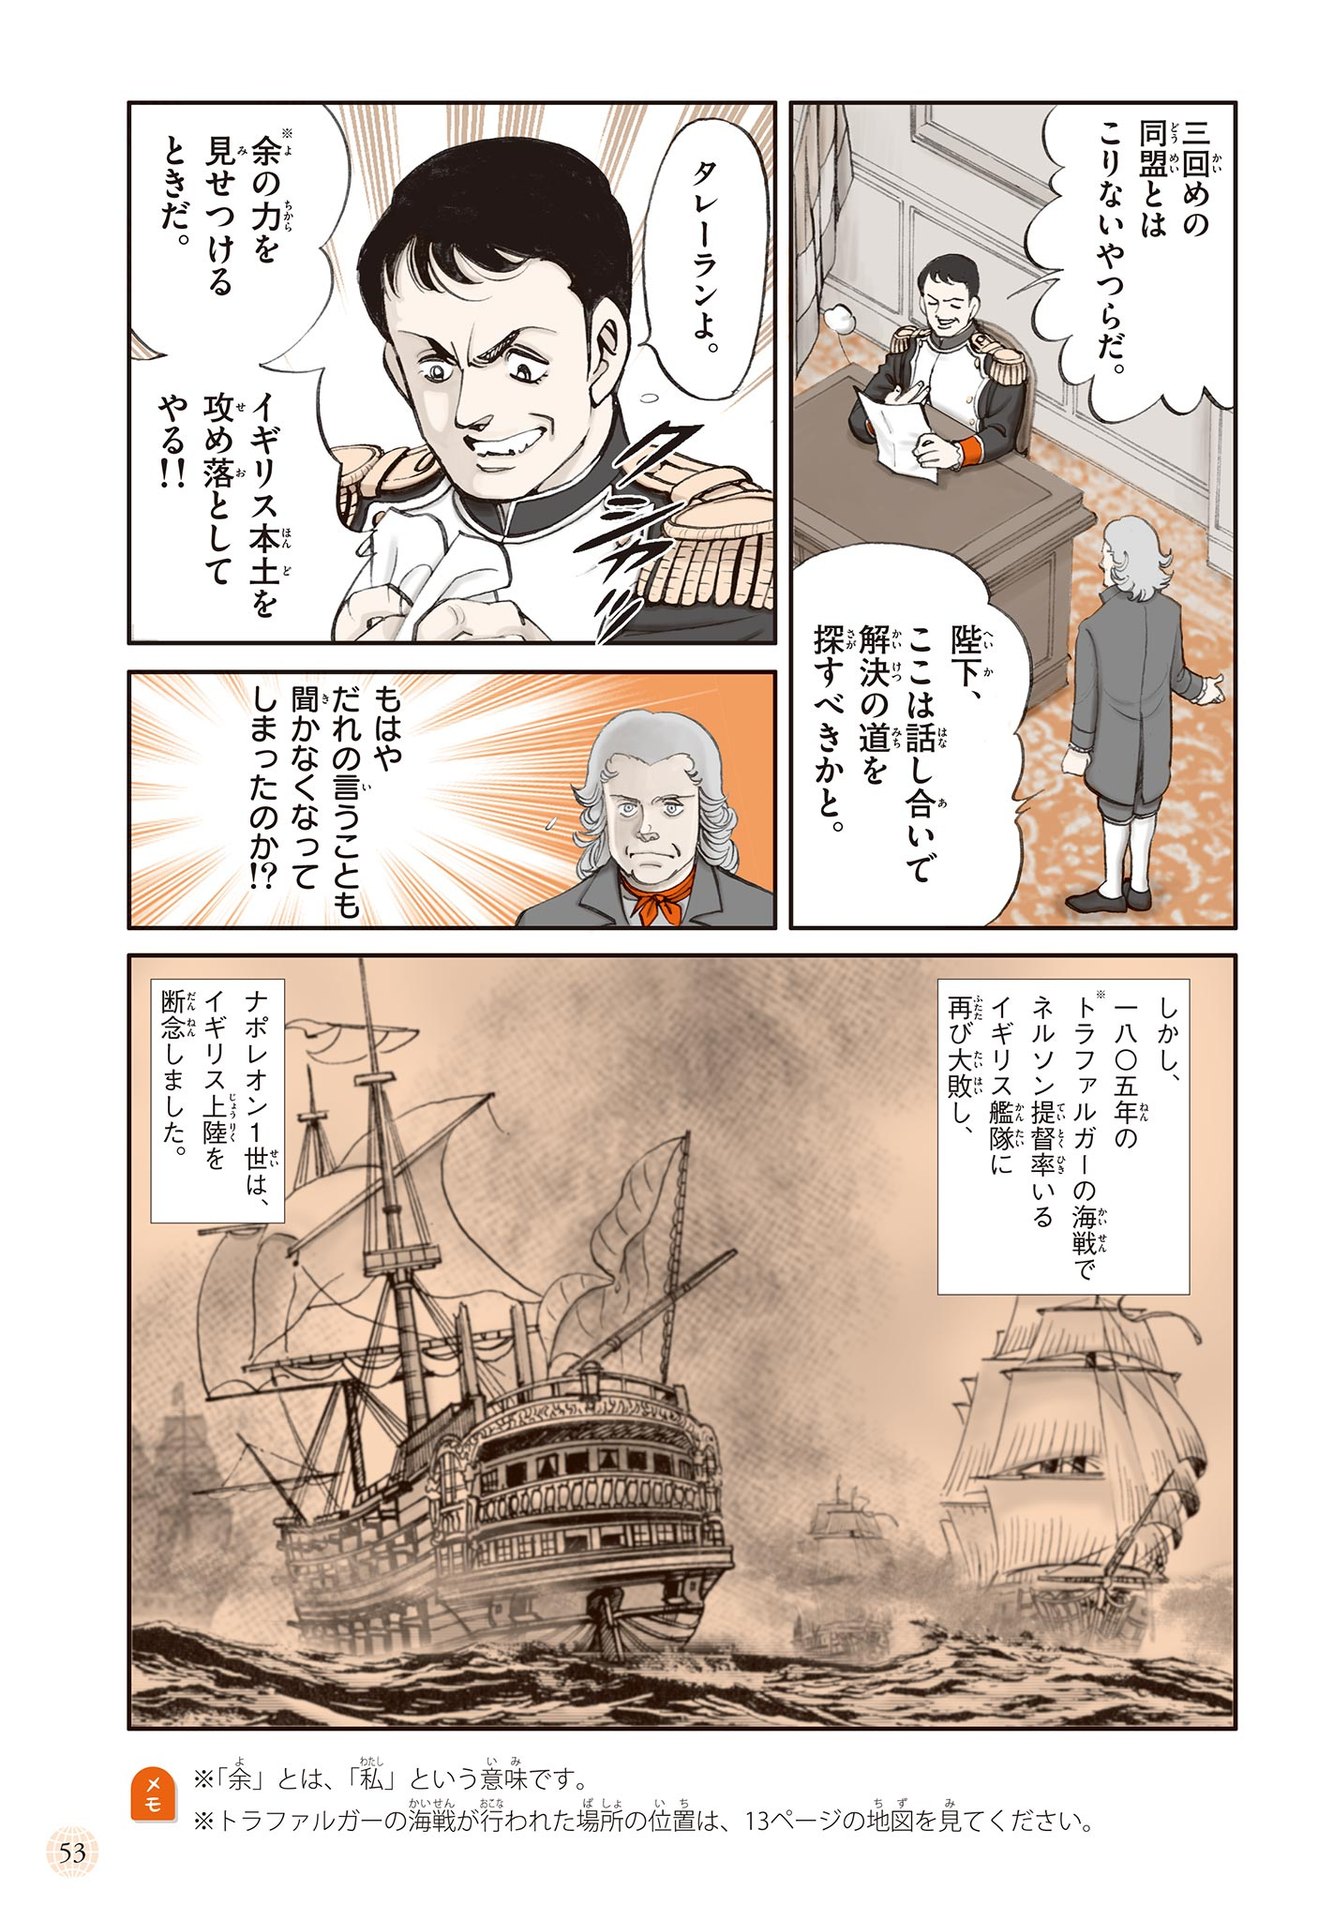 三回めの
同盟とは
こりないやつらだ。
陛下、
ここは話し合いで
解決の道を
探すべきかと。
タレーランよ。
※余の力を
見せつける
ときだ。
イギリス本土を
攻め落として
やる!!
クシャッ
もはや
だれの言うことも
聞かなくなって
しまったのか!?
しかし、
一八〇五年の
※トラファルガーの海戦で
ネルソン提督率いる
イギリス艦隊に
再び大敗し、
ナポレオン1世は、
イギリス上陸を
断念しました。
メモ
※「余」とは、「私」という意味です。
※トラファルガーの海戦が行われた場所の位置は、13ページの地図を見てください。
53